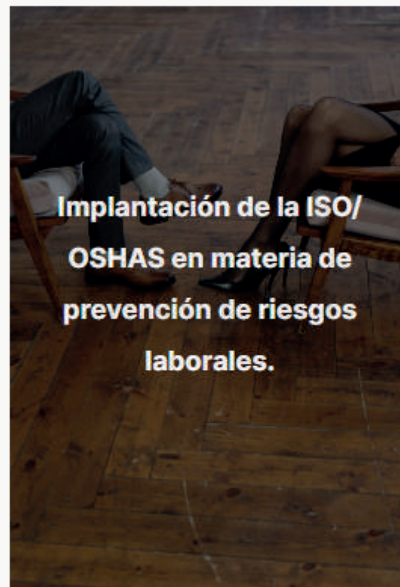 Implantación de la ISO/
OSHAS en materia de
prevención de riesgos
laborales.